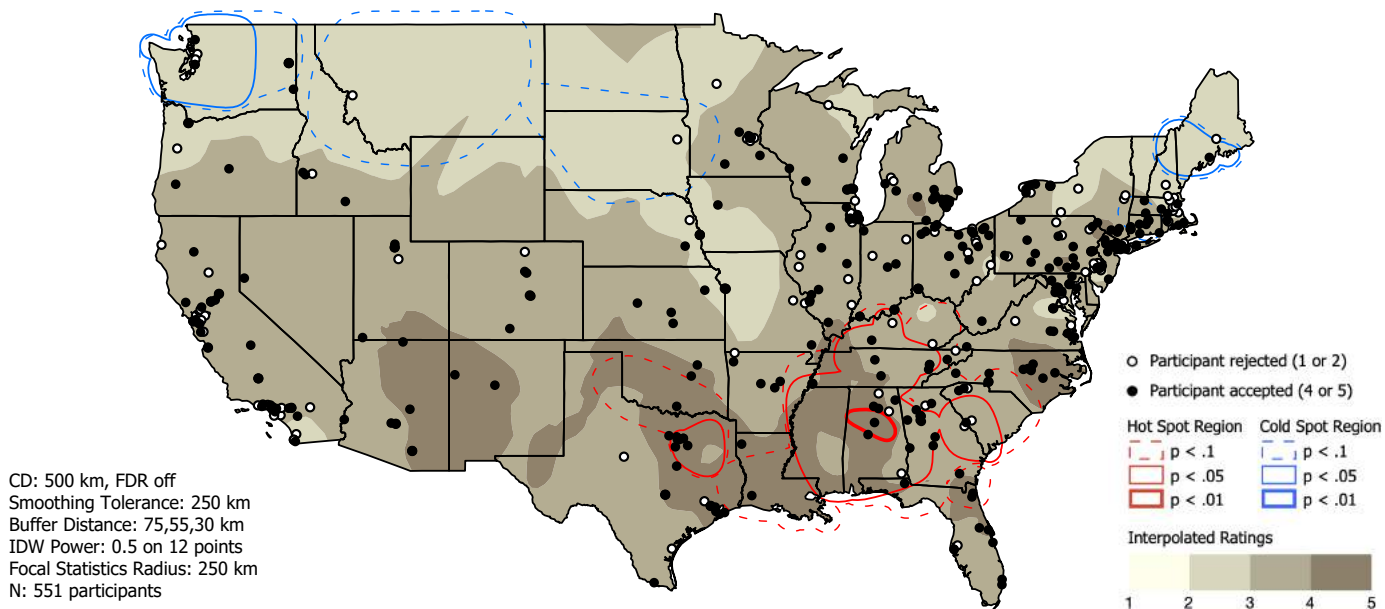 CD: 500 km, FDR off
Smoothing Tolerance: 250 km
Buffer Distance: 75,55,30 km
IDW Power: 0.5 on 12 points
Focal Statistics Radius: 250 km
N: 551 participants
Participant rejected (1 or 2)
Participant accepted (4 or 5)
Hot Spot Region Cold Spot Region
p < .1 p < .1
p < .05 p < .05
p < .01 p < .01
Interpolated Ratings
1 2 3 4 5